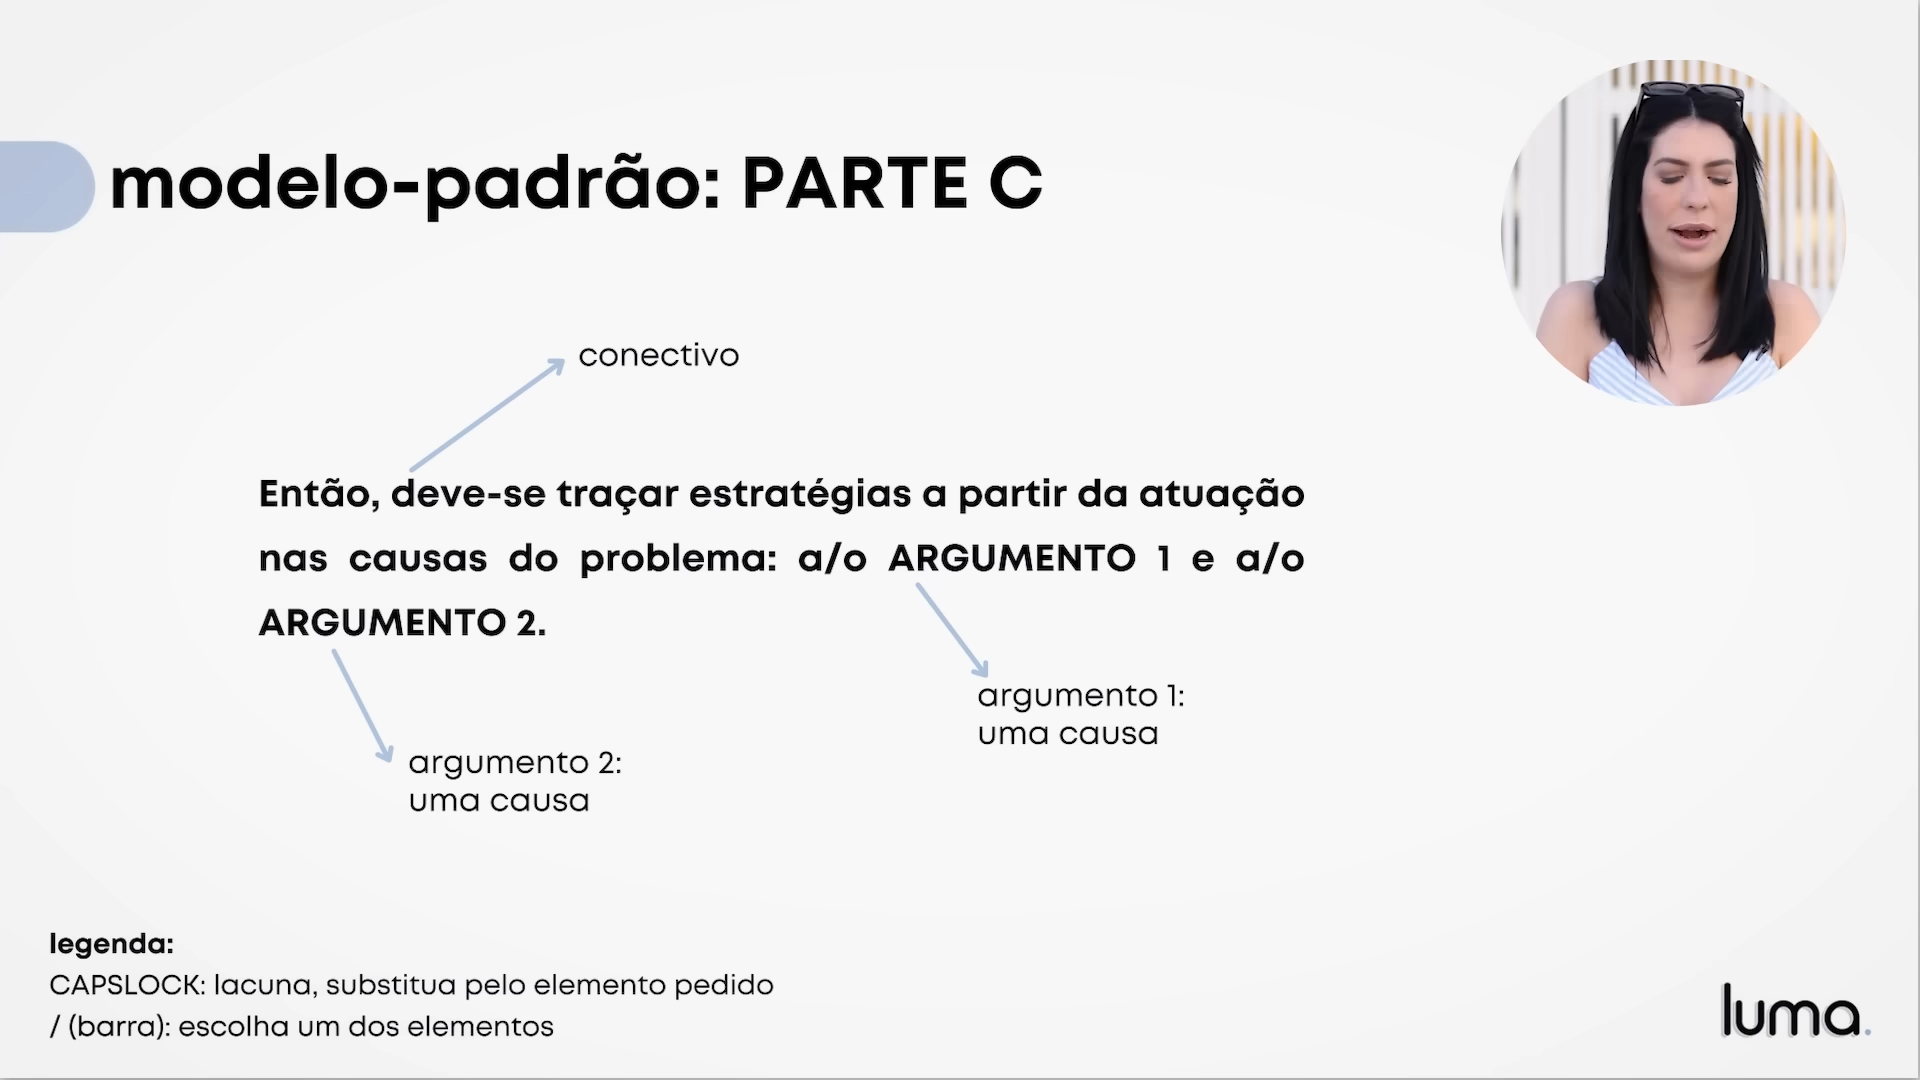 modelo-padrão: PARTE C
conectivo
Então, deve-se traçar estratégias a partir da atuação
nas causas do problema: a/o ARGUMENTO 1 e a/o
ARGUMENTO 2.
argumento 1:
uma causa
argumento 2:
uma causa
legenda:
CAPSLOCK: lacuna, substitua pelo elemento pedido
/ (barra): escolha um dos elementos
luma.